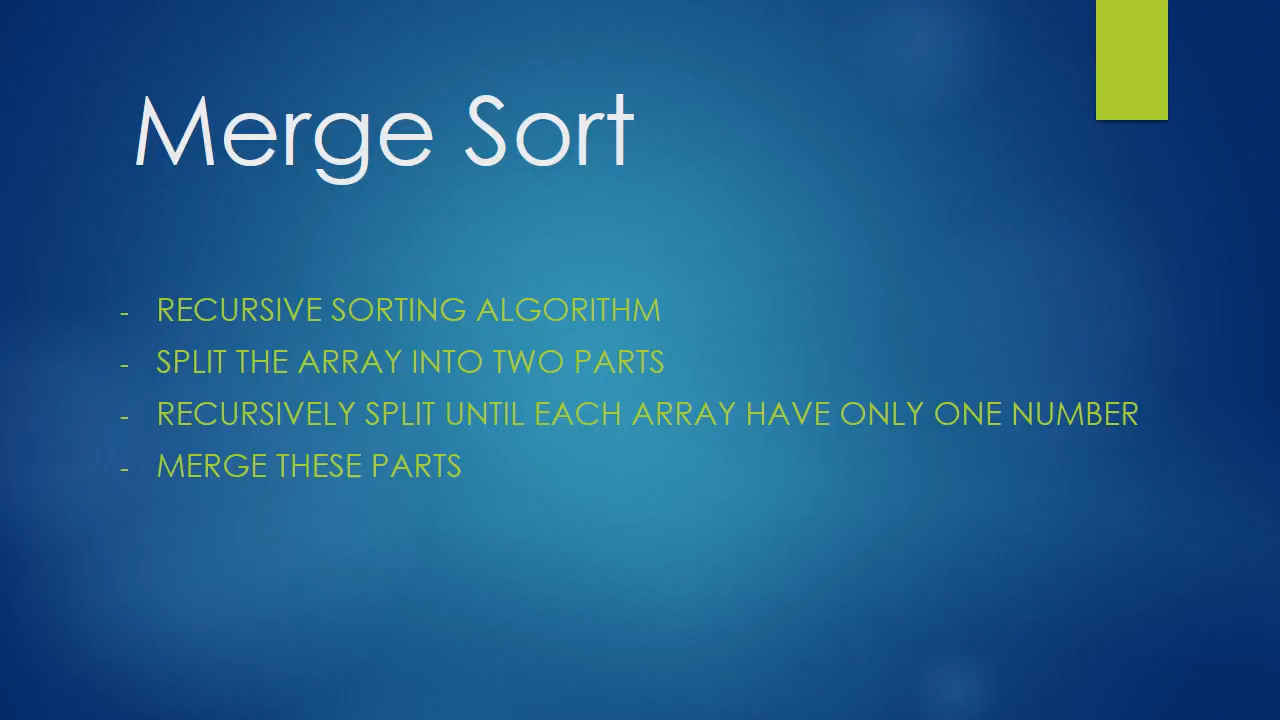 Merge Sort
- RECURSIVE SORTING ALGORITHM
- SPLIT THE ARRAY INTO TWO PARTS
- RECURSIVELY SPLIT UNTIL EACH ARRAY HAVE ONLY ONE NUMBER
- MERGE THESE PARTS